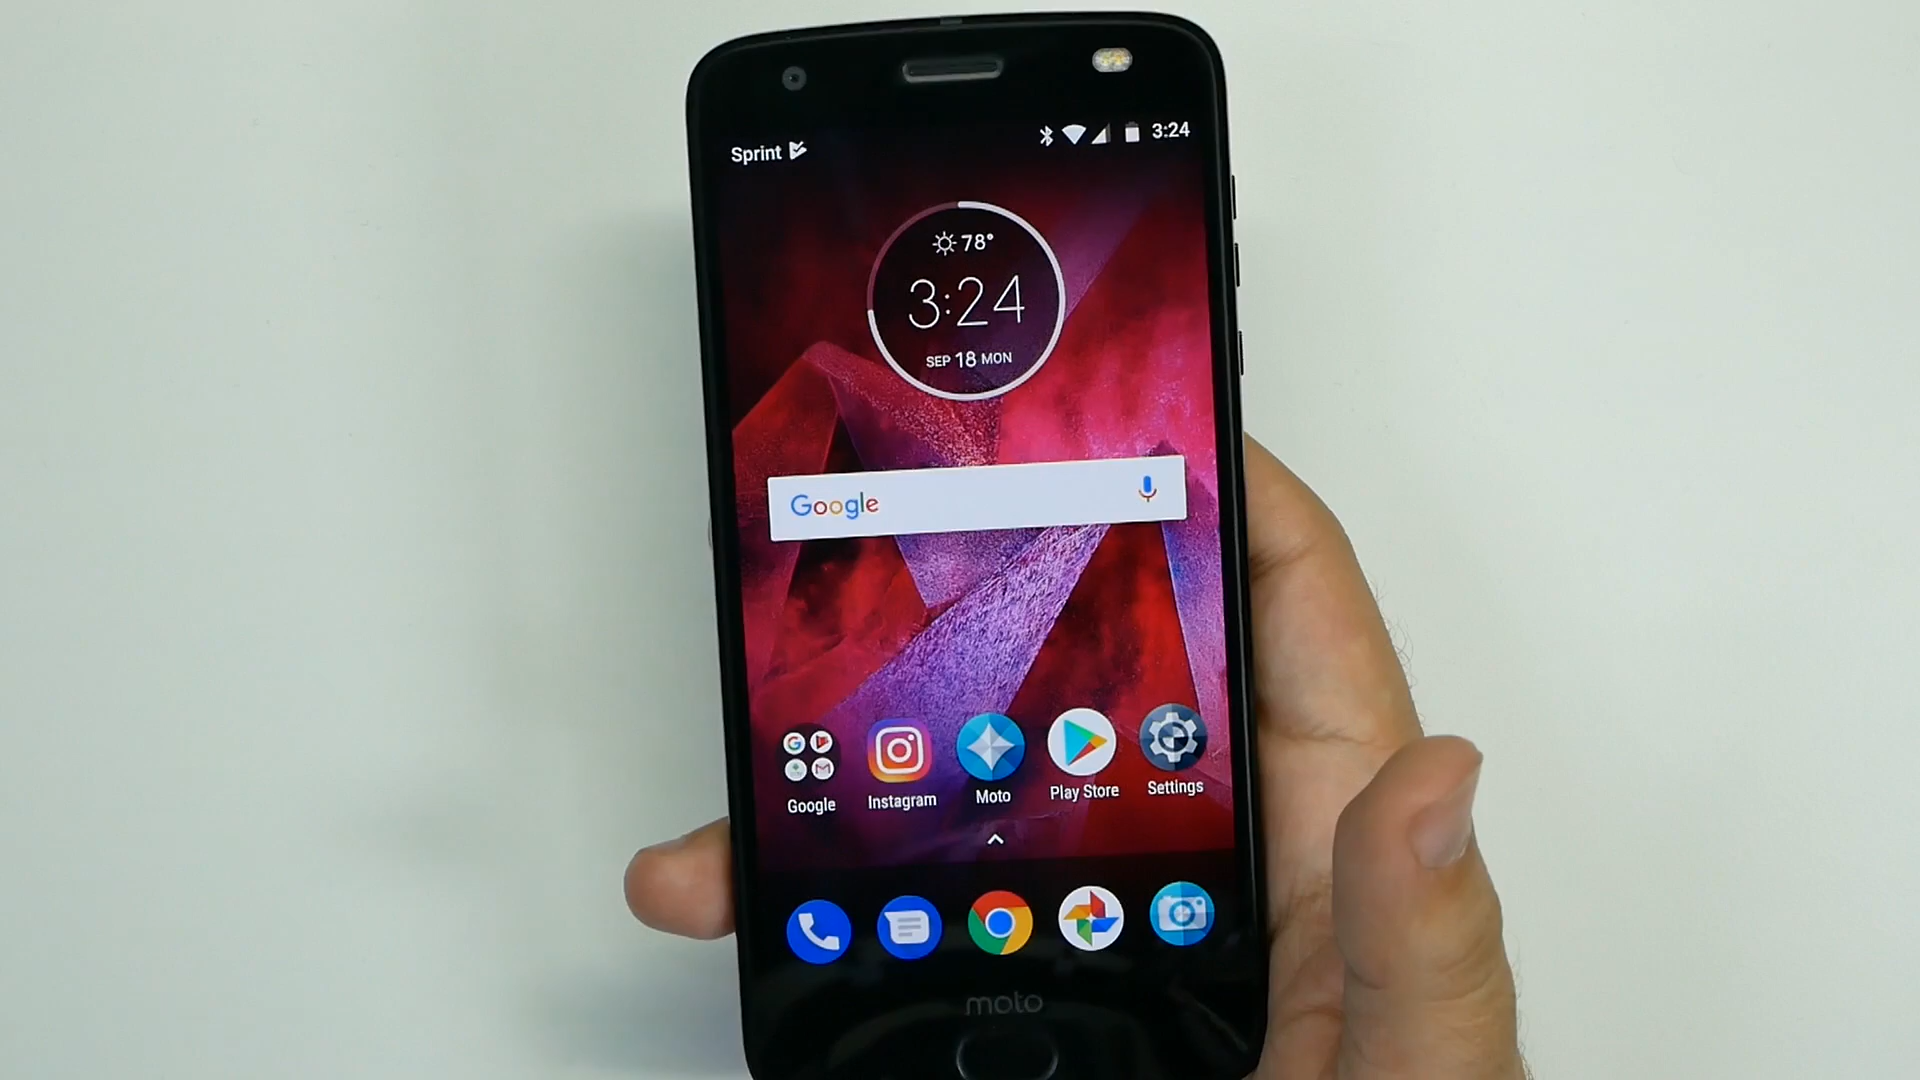 Sprint
3:24
78°
3:24
SEP 18 MON
Google
Google
Instagram
Moto
Play Store
Settings
moto